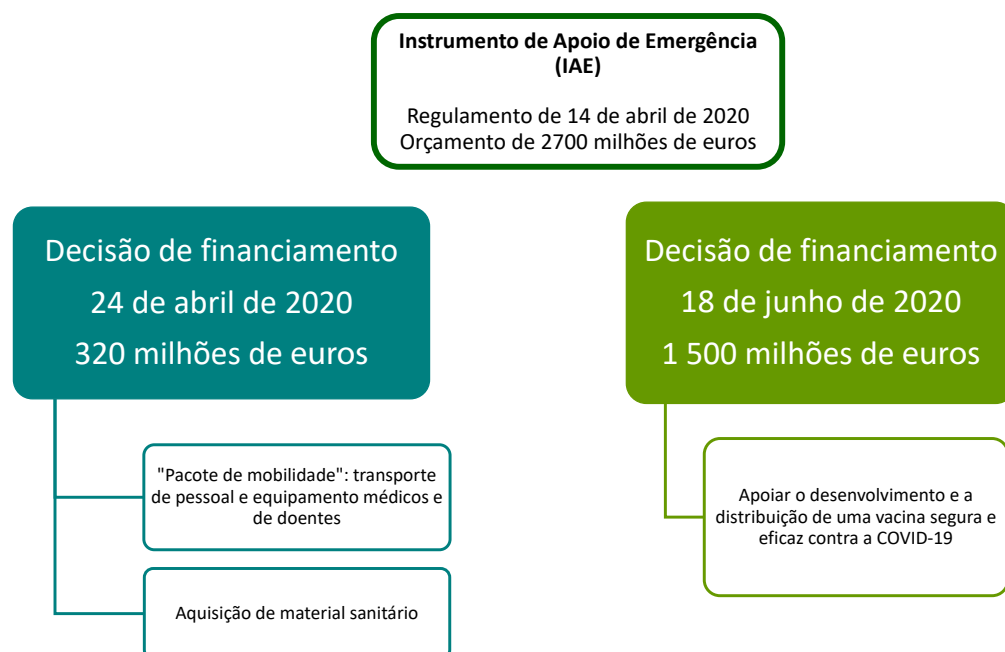 Instrumento de Apoio de Emergência
(IAE)
Regulamento de 14 de abril de 2020
Orçamento de 2700 milhões de euros
Decisão de financiamento
24 de abril de 2020
320 milhões de euros
"Pacote de mobilidade": transporte
de pessoal e equipamento médicos e
de doentes
Aquisição de material sanitário
Decisão de financiamento
18 de junho de 2020
1 500 milhões de euros
Apoiar o desenvolvimento e a
distribuição de uma vacina segura e
eficaz contra a COVID-19